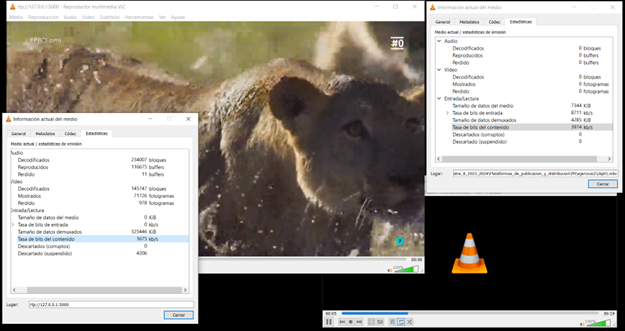 rtp://127.0.0.1:5000 - Reproductor multimedia VLC
Medio Reproducción Audio Vídeo Subtítulo Herramientas Ver Ayuda
#0
00:00
Información actual del medio
General Metadatos Códec Estadísticas
Medio actual / estadísticas de emisión
Audio
Decodificados 0 bloques
Reproducidos 0 buffers
Perdido 0 buffers
Vídeo
Decodificados 0 bloques
Mostrados 0 fotogramas
Perdido 0 fotogramas
Entrada/Lectura
Tamaño de datos del medio 7344 KiB
Tasa de bits de entrada 8711 kb/s
Tamaño de datos demuxados 4285 KiB
Tasa de bits del contenido 3974 kb/s
Descartados (corruptos) 0
Descartado (suspendido) 0
Lugar:
Cerrar
Información actual del medio
General Metadatos Códec Estadísticas
Medio actual / estadísticas de emisión
Audio
Decodificados 234007 bloques
Reproducidos 116675 buffers
Perdido 11 buffers
Vídeo
Decodificados 145747 bloques
Mostrados 71726 fotogramas
Perdido 978 fotogramas
Entrada/Lectura
Tamaño de datos del medio 0 KiB
Tasa de bits de entrada 0 kb/s
Tamaño de datos demuxados 325446 KiB
Tasa de bits del contenido 1675 kb/s
Descartados (corruptos) 0
Descartado (suspendido) 4206
Lugar: rtp://127.0.0.1:5000
Cerrar
00:05
00:19